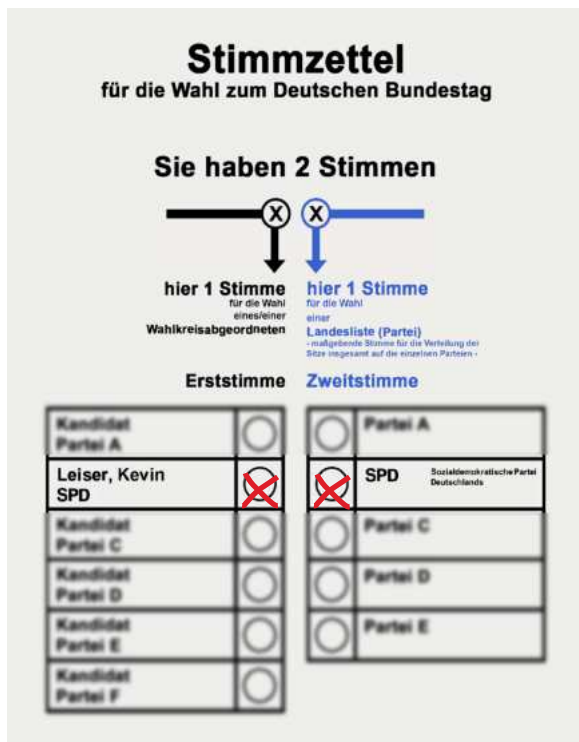 Stimmzettel
für die Wahl zum Deutschen Bundestag
Sie haben 2 Stimmen
X X
hier 1 Stimme
für die Wahl
eines/einer
Wahlkreisabgeordneten
hier 1 Stimme
für die Wahl
einer
Landesliste (Partei)
- maßgebende Stimme für die Verteilung der
Sitze insgesamt auf die einzelnen Parteien -
Erststimme
Zweitstimme
Kandidat
Partei A
Partei A
Leiser, Kevin
SPD
SPD
Sozialdemokratische Partei
Deutschlands
Kandidat
Partei C
Partei C
Kandidat
Partei D
Partei D
Kandidat
Partei E
Partei E
Kandidat
Partei F